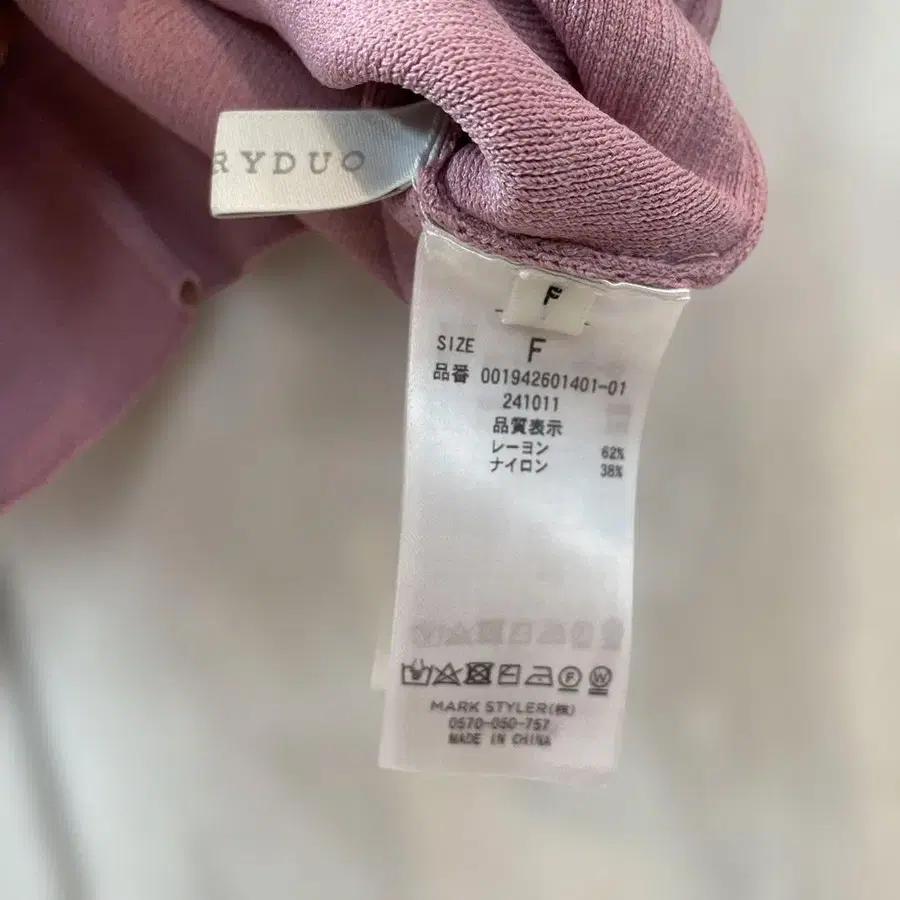 RYDUO
F
SIZE F
品番 001942601401-01
241011
品質表示
レーヨン 62%
ナイロン 38%
F W
MARK STYLER(株)
0570-050-757
MADE IN CHINA